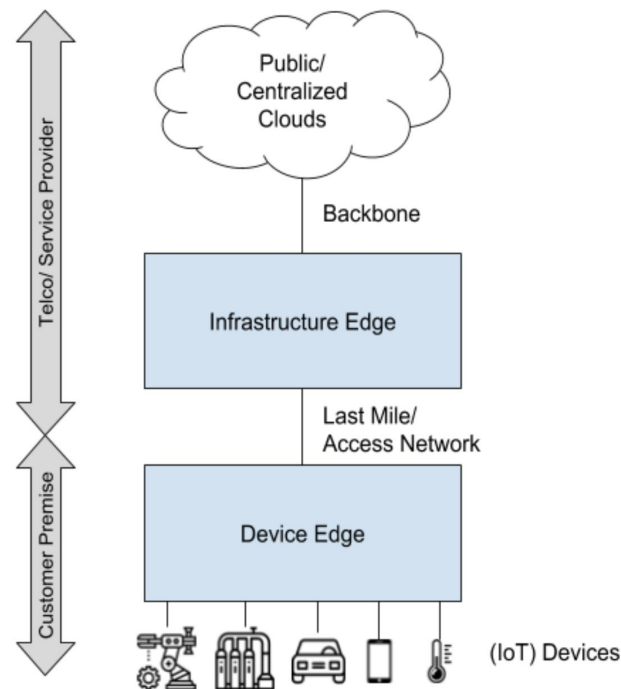 Public/
Centralized
Clouds
Telco/ Service Provider
Backbone
Infrastructure Edge
Last Mile/
Access Network
Customer Premise
Device Edge
(IoT) Devices